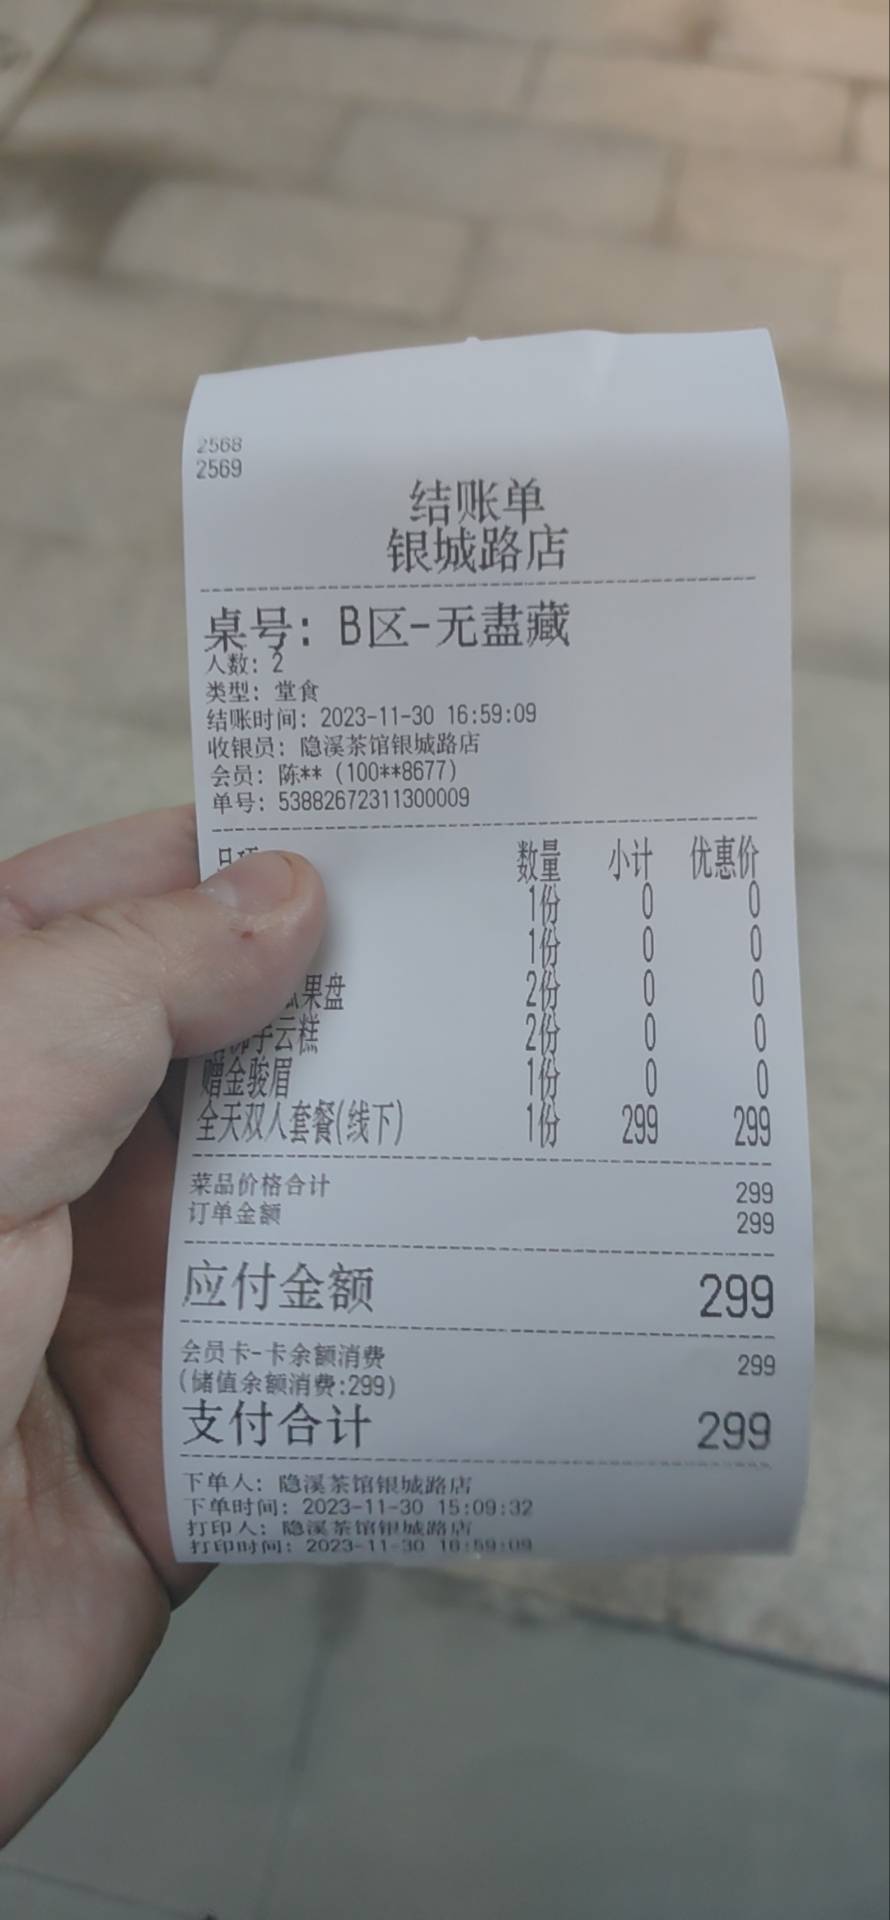 2568
2569
结账单
银城路店
桌号: B区-无盡藏
人数: 2
类型: 堂食
结账时间: 2023-11-30 16:59:09
收银员: 隐溪茶馆银城路店
会员: 陈** (100**8677)
单号: 53882672311300009
数量 小计 优惠价
1份 0 0
1份 0 0
果盘 2份 0 0
云糕 2份 0 0
赠金骏眉 1份 0 0
全天双人套餐(线下) 1份 299 299
菜品价格合计 299
订单金额 299
应付金额 299
会员卡-卡余额消费 299
(储值余额消费:299)
支付合计 299
下单人: 隐溪茶馆银城路店
下单时间: 2023-11-30 15:09:32
打印人: 隐溪茶馆银城路店
打印时间: 2023-11-30 16:59:09